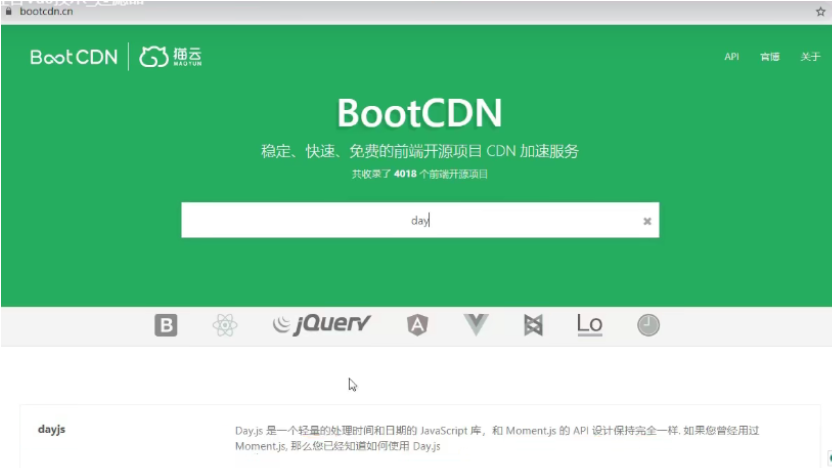 bootcdn.cn
BootCDN 猫云
MAOYUN
API 官博 关于
BootCDN
稳定、快速、免费的前端开源项目 CDN 加速服务
共收录了 4018 个前端开源项目
day
B jQuery A Lo
dayjs Day.js 是一个轻量的处理时间和日期的 JavaScript 库，和 Moment.js 的 API 设计保持完全一样. 如果您曾经用过
Moment.js, 那么您已经知道如何使用 Day.js